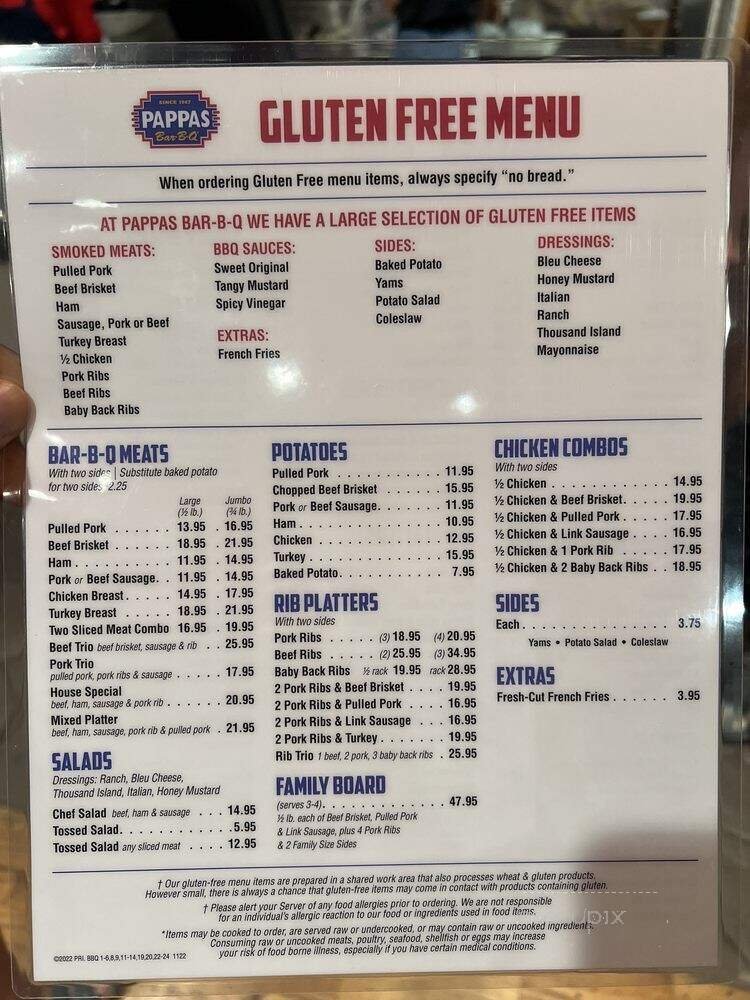 SINCE 1947
PAPPAS
Bar-B-Q
GLUTEN FREE MENU
When ordering Gluten Free menu items, always specify “no bread.”
AT PAPPAS BAR-B-Q WE HAVE A LARGE SELECTION OF GLUTEN FREE ITEMS
SMOKED MEATS:
Pulled Pork
Beef Brisket
Ham
Sausage, Pork or Beef
Turkey Breast
½ Chicken
Pork Ribs
Beef Ribs
Baby Back Ribs
BBQ SAUCES:
Sweet Original
Tangy Mustard
Spicy Vinegar
EXTRAS:
French Fries
SIDES:
Baked Potato
Yams
Potato Salad
Coleslaw
DRESSINGS:
Bleu Cheese
Honey Mustard
Italian
Ranch
Thousand Island
Mayonnaise
BAR-B-Q MEATS
With two sides | Substitute baked potato
for two sides 2.25
Large Jumbo
(½ lb.) (¾ lb.)
Pulled Pork . . . . . . 13.95 . 16.95
Beef Brisket . . . . . . 18.95 . 21.95
Ham . . . . . . . . . . 11.95 . 14.95
Pork or Beef Sausage. . 11.95 . 14.95
Chicken Breast . . . . . 14.95 . 17.95
Turkey Breast . . . . . 18.95 . 21.95
Two Sliced Meat Combo 16.95 . 19.95
Beef Trio beef brisket, sausage & rib . . 25.95
Pork Trio
pulled pork, pork ribs & sausage . . . . . 17.95
House Special
beef, ham, sausage & pork rib . . . . . . 20.95
Mixed Platter
beef, ham, sausage, pork rib & pulled pork . 21.95
SALADS
Dressings: Ranch, Bleu Cheese,
Thousand Island, Italian, Honey Mustard
Chef Salad beef, ham & sausage . . . 14.95
Tossed Salad. . . . . . . . . . . . .5.95
Tossed Salad any sliced meat . . . . 12.95
POTATOES
Pulled Pork . . . . . . . . . . . . 11.95
Chopped Beef Brisket . . . . . . . 15.95
Pork or Beef Sausage. . . . . . . . 11.95
Ham . . . . . . . . . . . . . . . 10.95
Chicken . . . . . . . . . . . . . 12.95
Turkey . . . . . . . . . . . . . . 15.95
Baked Potato. . . . . . . . . . . . 7.95
RIB PLATTERS
With two sides
Pork Ribs . . . . . (3) 18.95 (4) 20.95
Beef Ribs . . . . . (2) 25.95 (3) 34.95
Baby Back Ribs ½ rack 19.95 rack 28.95
2 Pork Ribs & Beef Brisket . . . . 19.95
2 Pork Ribs & Pulled Pork . . . . 16.95
2 Pork Ribs & Link Sausage . . . 16.95
2 Pork Ribs & Turkey . . . . . . . 19.95
Rib Trio 1 beef, 2 pork, 3 baby back ribs . 25.95
FAMILY BOARD
(serves 3-4). . . . . . . . . . . . . 47.95
½ lb. each of Beef Brisket, Pulled Pork
& Link Sausage, plus 4 Pork Ribs
& 2 Family Size Sides
CHICKEN COMBOS
With two sides
½ Chicken . . . . . . . . . . . . 14.95
½ Chicken & Beef Brisket. . . . . 19.95
½ Chicken & Pulled Pork . . . . . 17.95
½ Chicken & Link Sausage . . . . 16.95
½ Chicken & 1 Pork Rib . . . . . 17.95
½ Chicken & 2 Baby Back Ribs . . 18.95
SIDES
Each . . . . . . . . . . . . . . . 3.75
Yams • Potato Salad • Coleslaw
EXTRAS
Fresh-Cut French Fries . . . . . . 3.95
† Our gluten-free menu items are prepared in a shared work area that also processes wheat & gluten products.
However small, there is always a chance that gluten-free items may come in contact with products containing gluten.
† Please alert your Server of any food allergies prior to ordering. We are not responsible
for an individual’s allergic reaction to our food or ingredients used in food items.
*Items may be cooked to order, are served raw or undercooked, or may contain raw or uncooked ingredients.
Consuming raw or uncooked meats, poultry, seafood, shellfish or eggs may increase
your risk of food borne illness, especially if you have certain medical conditions.
©2022 PRI. BBQ 1-6,8,9,11-14,19,20,22-24 1122